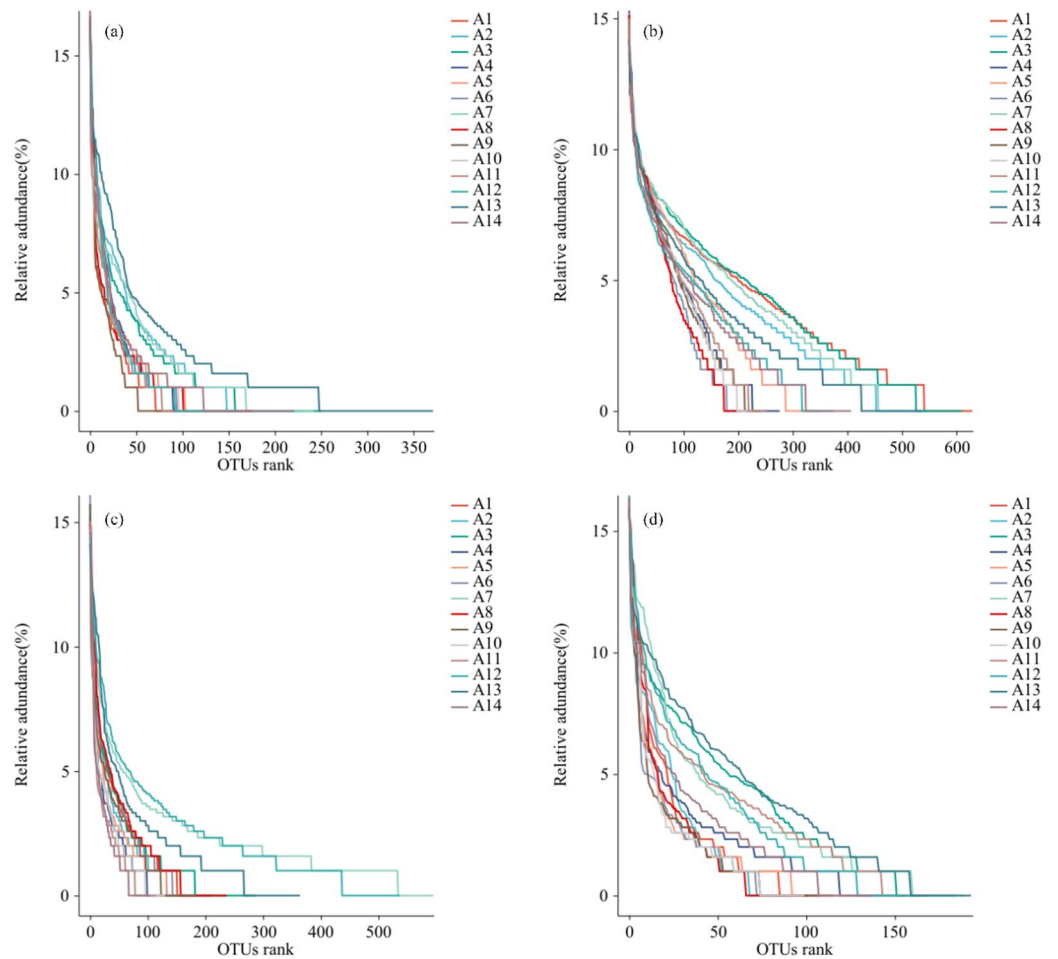 (a)
15
10
5
0
Relative adundance(%)
0 50 100 150 200 250 300 350
OTUs rank
A1
A2
A3
A4
A5
A6
A7
A8
A9
A10
A11
A12
A13
A14
(b)
15
10
5
0
Relative adundance(%)
0 100 200 300 400 500 600
OTUs rank
A1
A2
A3
A4
A5
A6
A7
A8
A9
A10
A11
A12
A13
A14
(c)
15
10
5
0
Relative adundance(%)
0 100 200 300 400 500
OTUs rank
A1
A2
A3
A4
A5
A6
A7
A8
A9
A10
A11
A12
A13
A14
(d)
15
10
5
0
Relative adundance(%)
0 50 100 150
OTUs rank
A1
A2
A3
A4
A5
A6
A7
A8
A9
A10
A11
A12
A13
A14